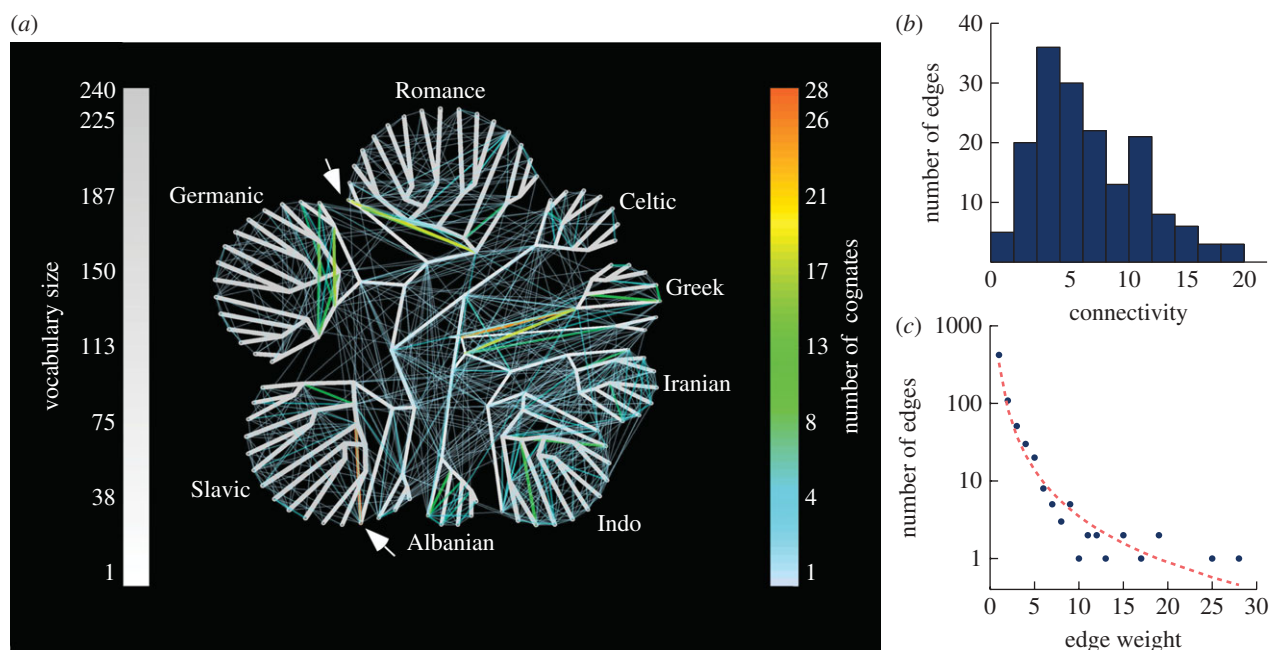 (a)
240
225
187
150
113
75
38
1
vocabulary size
Romance
Germanic
Celtic
Greek
Iranian
Indo
Albanian
Slavic
28
26
21
17
13
8
4
1
number of cognates
(b)
40
30
20
10
number of edges
0 5 10 15 20
connectivity
(c)
1000
100
10
1
number of edges
0 5 10 15 20 25 30
edge weight